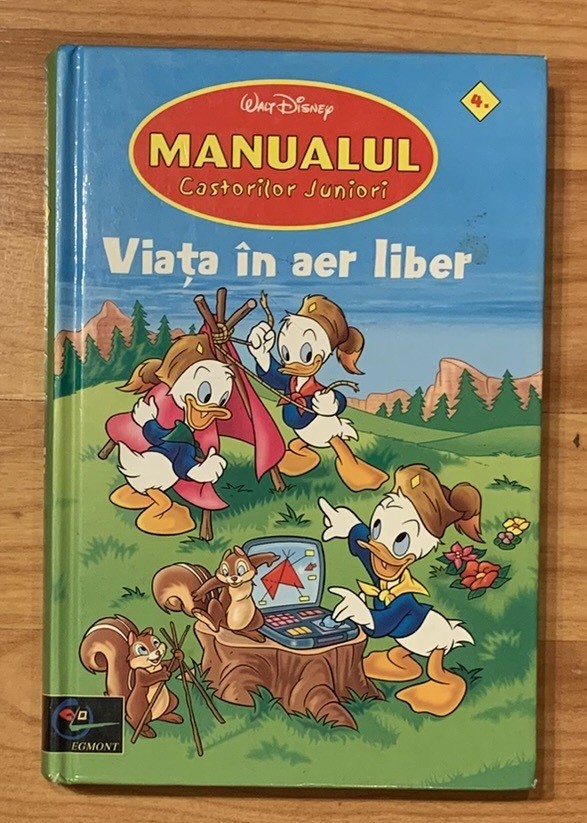 Walt Disney
4.
MANUALUL
Castorilor Juniori
Viața în aer liber
EGMONT